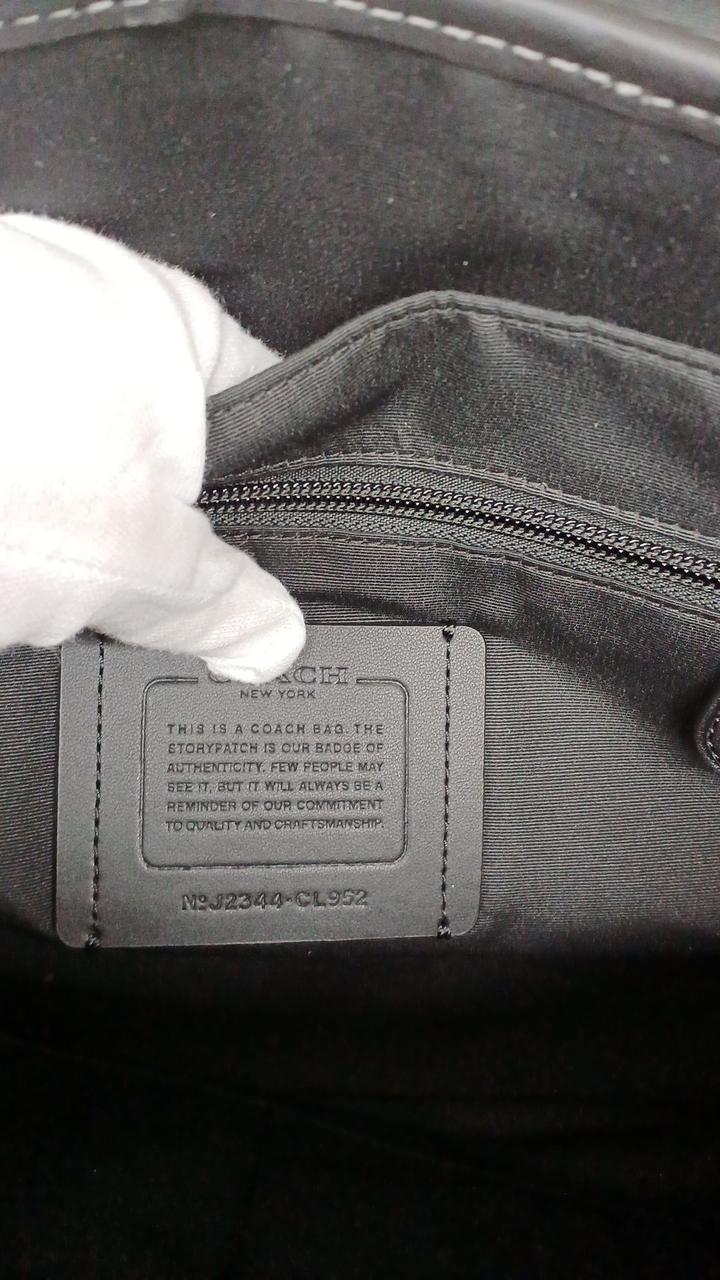 COACH
NEW YORK
THIS IS A COACH BAG. THE
STORYPATCH IS OUR BADGE OF
AUTHENTICITY. FEW PEOPLE MAY
SEE IT, BUT IT WILL ALWAYS BE A
REMINDER OF OUR COMMITMENT
TO QUALITY AND CRAFTSMANSHIP.
NºJ2344-CL952